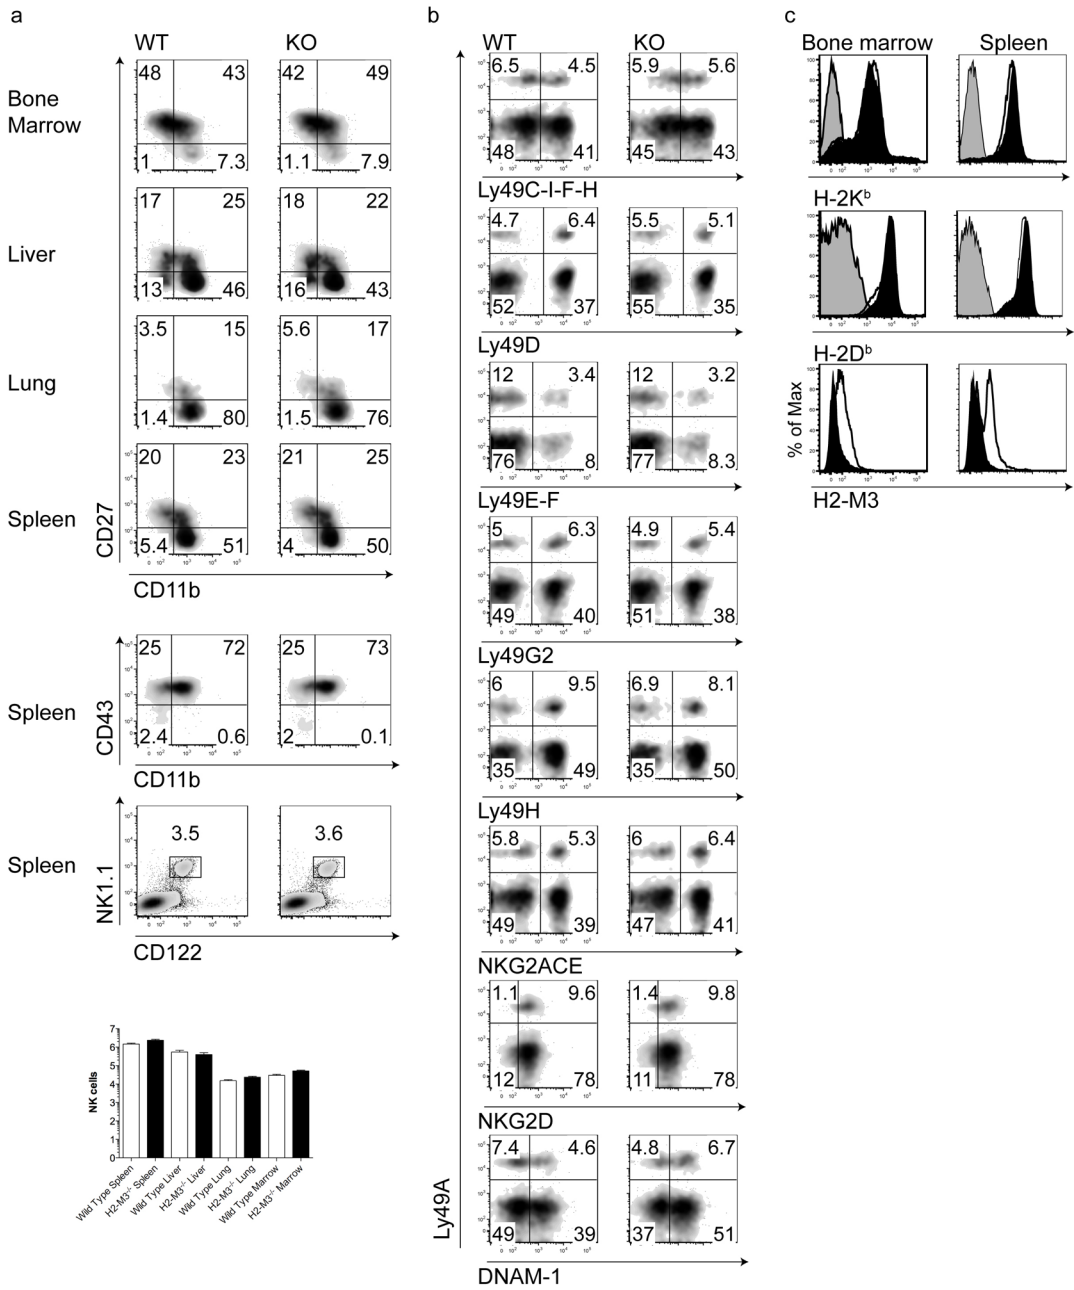 a
WT KO
Bone
Marrow
48 43 42 49
1 7.3 1.1 7.9
Liver
17 25 18 22
13 46 16 43
Lung
3.5 15 5.6 17
1.4 80 1.5 76
Spleen
20 23 21 25
5.4 51 4 50
CD27
CD11b
Spleen
25 72 25 73
2.4 0.6 2 0.1
CD43
CD11b
Spleen
3.5 3.6
NK1.1
CD122
NK cells
7
6
5
4
3
2
1
0
Wild Type Spleen
H2-M3-/- Spleen
Wild Type Liver
H2-M3-/- Liver
Wild Type Lung
H2-M3-/- Lung
Wild Type Marrow
H2-M3-/- Marrow
b
WT KO
6.5 4.5 5.9 5.6
48 41 45 43
Ly49C-I-F-H
4.7 6.4 5.5 5.1
52 37 55 35
Ly49D
12 3.4 12 3.2
76 8 77 8.3
Ly49E-F
5 6.3 4.9 5.4
49 40 51 38
Ly49G2
6 9.5 6.9 8.1
35 49 35 50
Ly49H
5.8 5.3 6 6.4
49 39 47 41
NKG2ACE
1.1 9.6 1.4 9.8
12 78 11 78
NKG2D
7.4 4.6 4.8 6.7
49 39 37 51
DNAM-1
Ly49A
c
Bone marrow Spleen
H-2Kb
H-2Db
% of Max
H2-M3